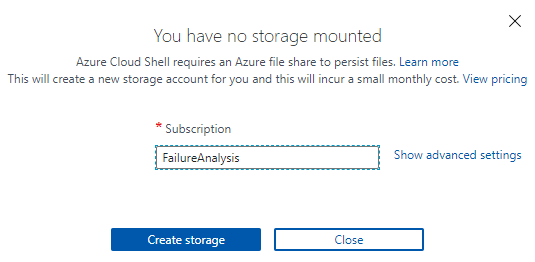 You have no storage mounted
Azure Cloud Shell requires an Azure file share to persist files. Learn more
This will create a new storage account for you and this will incur a small monthly cost. View pricing
* Subscription
FailureAnalysis
Show advanced settings
Create storage
Close